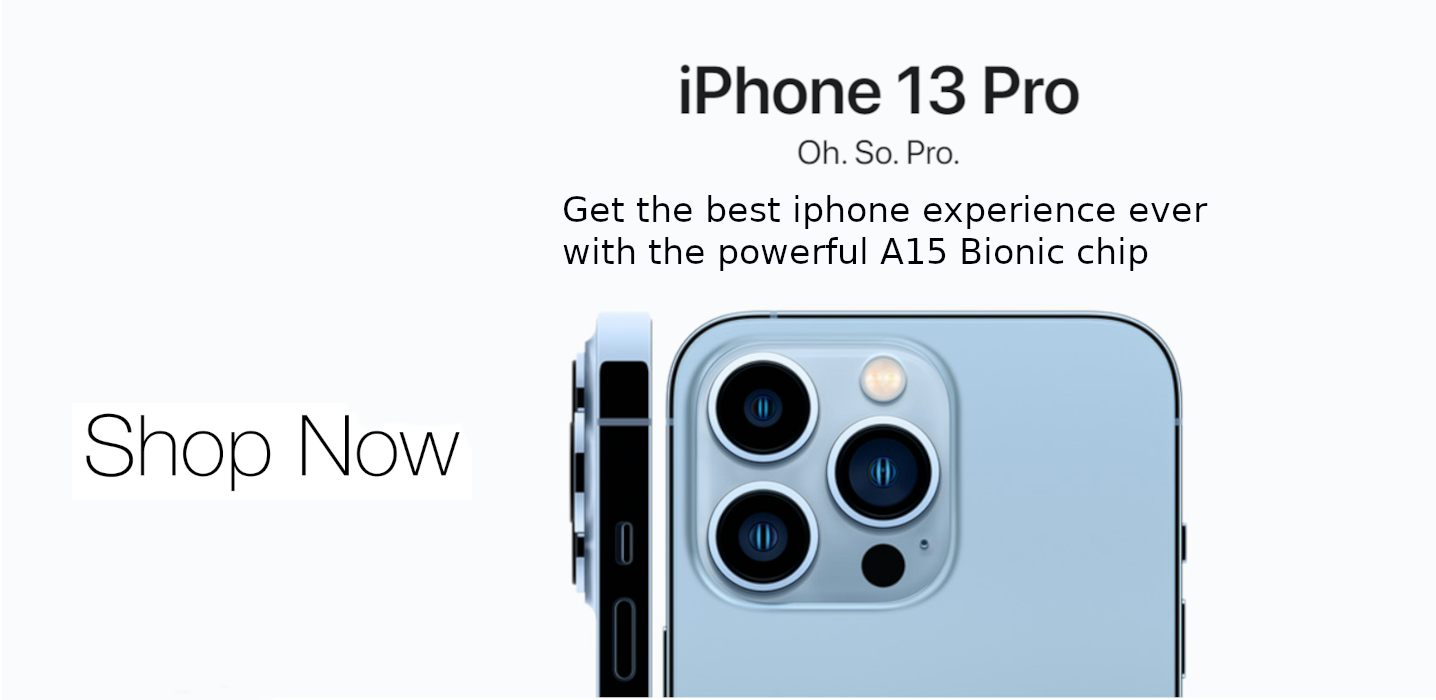 iPhone 13 Pro
Oh. So. Pro.
Get the best iphone experience ever
with the powerful A15 Bionic chip
Shop Now